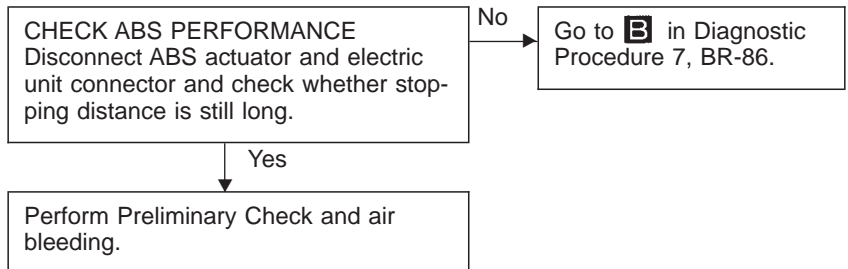 CHECK ABS PERFORMANCE
Disconnect ABS actuator and electric
unit connector and check whether stop-
ping distance is still long.
No
Go to B in Diagnostic
Procedure 7, BR-86.
Yes
Perform Preliminary Check and air
bleeding.